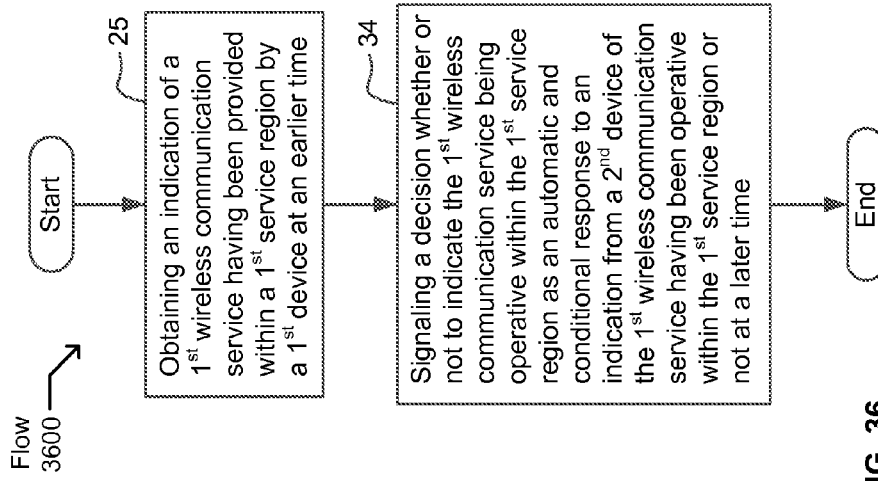 Flow
3600
Start
25
Obtaining an indication of a
1st wireless communication
service having been provided
within a 1st service region by
a 1st device at an earlier time
34
Signaling a decision whether or
not to indicate the 1st wireless
communication service being
operative within the 1st service
region as an automatic and
conditional response to an
indication from a 2nd device of
the 1st wireless communication
service having been operative
within the 1st service region or
not at a later time
End
IG. 36